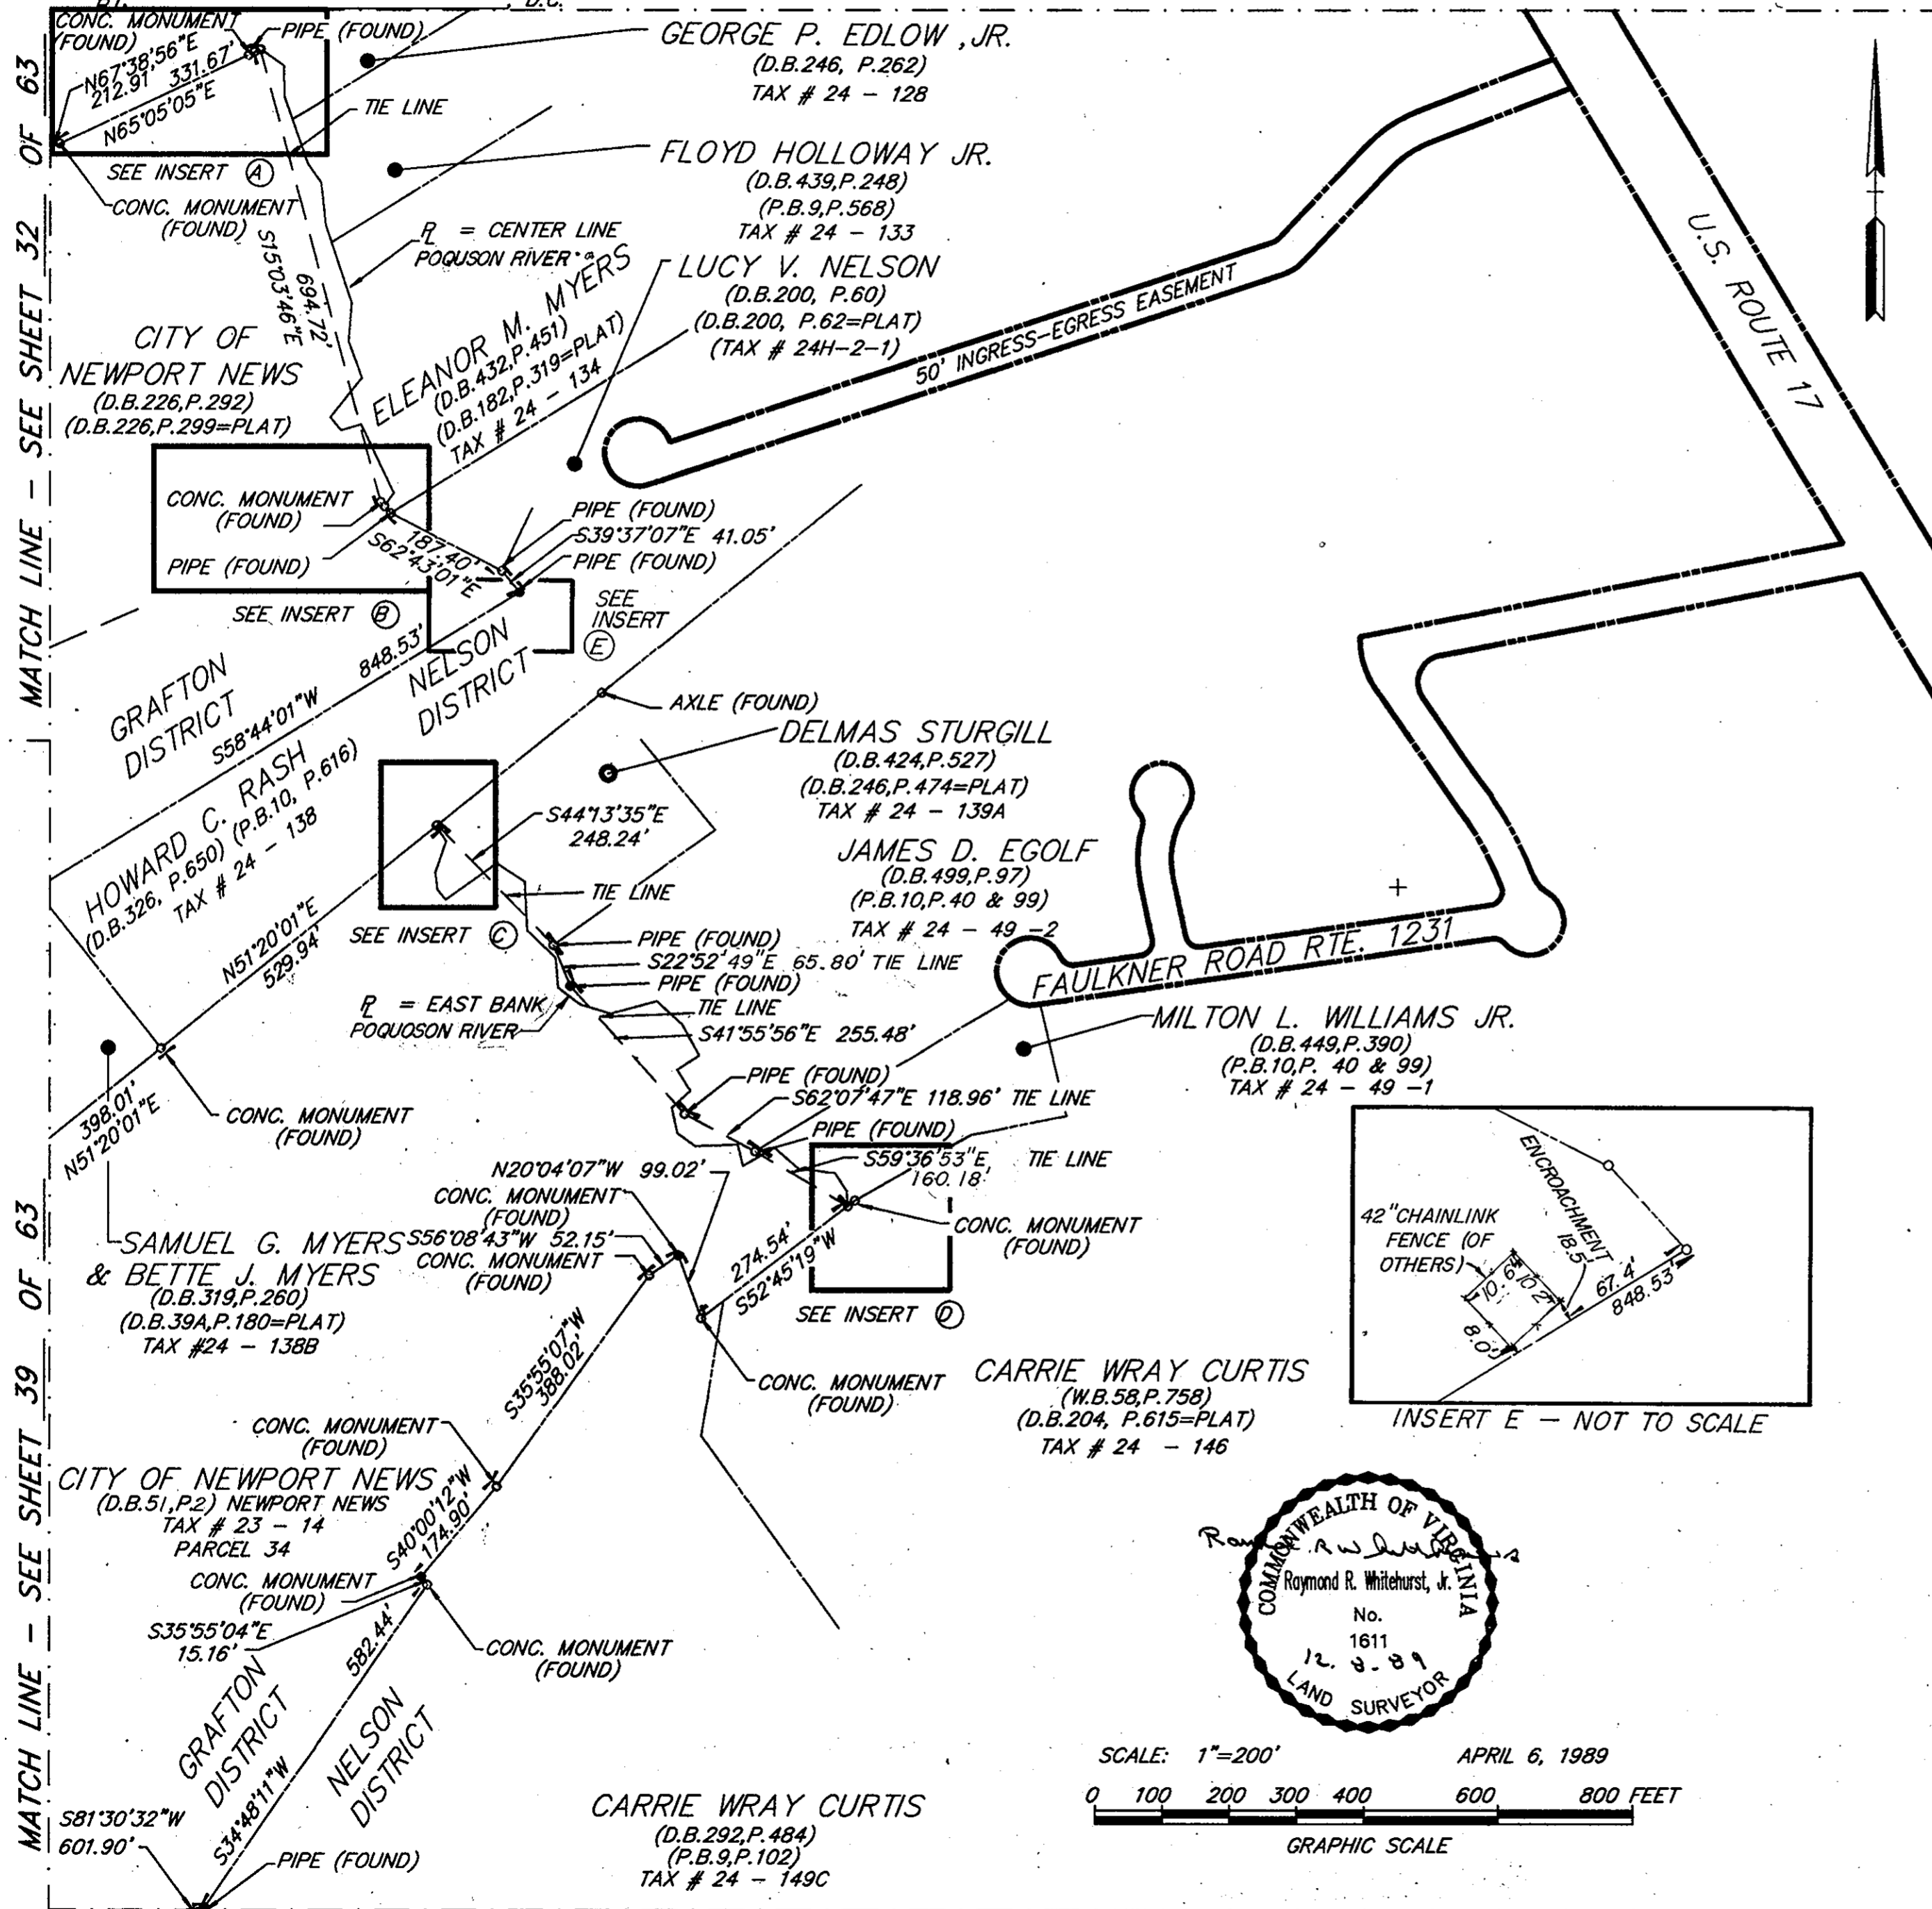 CONC. MONUMENT
(FOUND)
PIPE (FOUND)
N67°38'56"E
212.91'
331.67'
N65°05'05"E
TIE LINE
SEE INSERT A
CONC. MONUMENT
(FOUND)
GEORGE P. EDLOW ,JR.
(D.B.246, P.262)
TAX # 24 - 128
FLOYD HOLLOWAY JR.
(D.B.439,P.248)
(P.B.9,P.568)
TAX # 24 - 133
PL = CENTER LINE
POQUSON RIVER
S15°03'46"E
694.72'
LUCY V. NELSON
(D.B.200, P.60)
(D.B.200, P.62=PLAT)
(TAX # 24H-2-1)
ELEANOR M. MYERS
(D.B.432,P.451)
(D.B.182,P.319=PLAT)
TAX # 24 - 134
CITY OF
NEWPORT NEWS
(D.B.226,P.292)
(D.B.226,P.299=PLAT)
50' INGRESS-EGRESS EASEMENT
U.S. ROUTE 17
MATCH LINE - SEE SHEET 32 OF 63
CONC. MONUMENT
(FOUND)
PIPE (FOUND)
187.40'
S62°43'01"E
PIPE (FOUND)
S39°37'07"E 41.05'
PIPE (FOUND)
SEE INSERT B
SEE
INSERT
E
848.53'
S58°44'01"W
GRAFTON
DISTRICT
NELSON
DISTRICT
AXLE (FOUND)
DELMAS STURGILL
(D.B.424,P.527)
(D.B.246,P.474=PLAT)
TAX # 24 - 139A
HOWARD C. RASH
(D.B.326, P.650) (P.B.10, P.616)
TAX # 24 - 138
S44°13'35"E
248.24'
TIE LINE
JAMES D. EGOLF
(D.B.499,P.97)
(P.B.10,P.40 & 99)
TAX # 24 - 49 -2
N51°20'01"E
529.94'
SEE INSERT C
PIPE (FOUND)
S22°52'49"E 65.80' TIE LINE
PIPE (FOUND)
TIE LINE
PL = EAST BANK
POQUOSON RIVER
S41°55'56"E 255.48'
FAULKNER ROAD RTE. 1231
MILTON L. WILLIAMS JR.
(D.B.449,P.390)
(P.B.10,P. 40 & 99)
TAX # 24 - 49 -1
PIPE (FOUND)
S62°07'47"E 118.96' TIE LINE
PIPE (FOUND)
S59°36'53"E
160.18'
TIE LINE
398.01'
N51°20'01"E
CONC. MONUMENT
(FOUND)
N20°04'07"W 99.02'
CONC. MONUMENT
(FOUND)
S56°08'43"W 52.15'
CONC. MONUMENT
(FOUND)
SAMUEL G. MYERS
& BETTE J. MYERS
(D.B.319,P.260)
(D.B.39A,P.180=PLAT)
TAX #24 - 138B
274.54'
S52°45'19"W
CONC. MONUMENT
(FOUND)
SEE INSERT D
42"CHAINLINK
FENCE (OF
OTHERS)
ENCROACHMENT
18.5'
10.6'
10.2'
8.0'
67.4'
848.53'
INSERT E - NOT TO SCALE
S35°55'07"W
388.02'
CONC. MONUMENT
(FOUND)
CARRIE WRAY CURTIS
(W.B.58,P.758)
(D.B.204, P.615=PLAT)
TAX # 24 - 146
CONC. MONUMENT
(FOUND)
CITY OF NEWPORT NEWS
(D.B.51,P.2) NEWPORT NEWS
TAX # 23 - 14
PARCEL 34
S40°00'12"W
174.90'
CONC. MONUMENT
(FOUND)
S35°55'04"E
15.16'
CONC. MONUMENT
(FOUND)
582.44'
S34°48'11"W
GRAFTON
DISTRICT
NELSON
DISTRICT
MATCH LINE - SEE SHEET 39 OF 63
S81°30'32"W
601.90'
PIPE (FOUND)
CARRIE WRAY CURTIS
(D.B.292,P.484)
(P.B.9,P.102)
TAX # 24 - 149C
COMMONWEALTH OF VIRGINIA
Raymond R. Whitehurst, Jr.
No.
1611
12. 8-89
LAND SURVEYOR
SCALE: 1"=200' APRIL 6, 1989
0 100 200 300 400 600 800 FEET
GRAPHIC SCALE